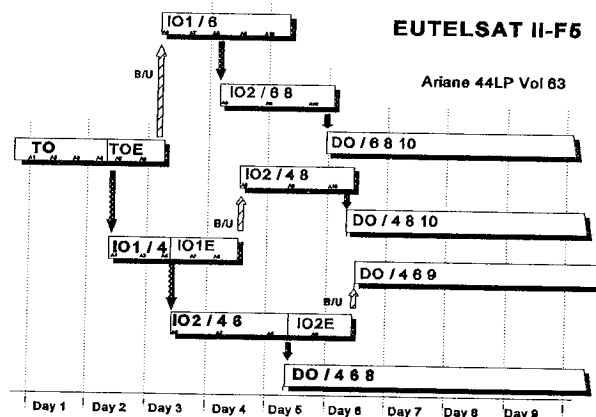 IO1 / 6
EUTELSAT II-F5
B/U
Ariane 44LP Vol 63
IO2 / 6 8
TO TOE
DO / 6 8 10
IO2 / 4 8
B/U
DO / 4 8 10
IO1 / 4 IO1E
DO / 4 6 9
B/U
IO2 / 4 6 IO2E
DO / 4 6 8
Day 1 Day 2 Day 3 Day 4 Day 5 Day 6 Day 7 Day 8 Day 9